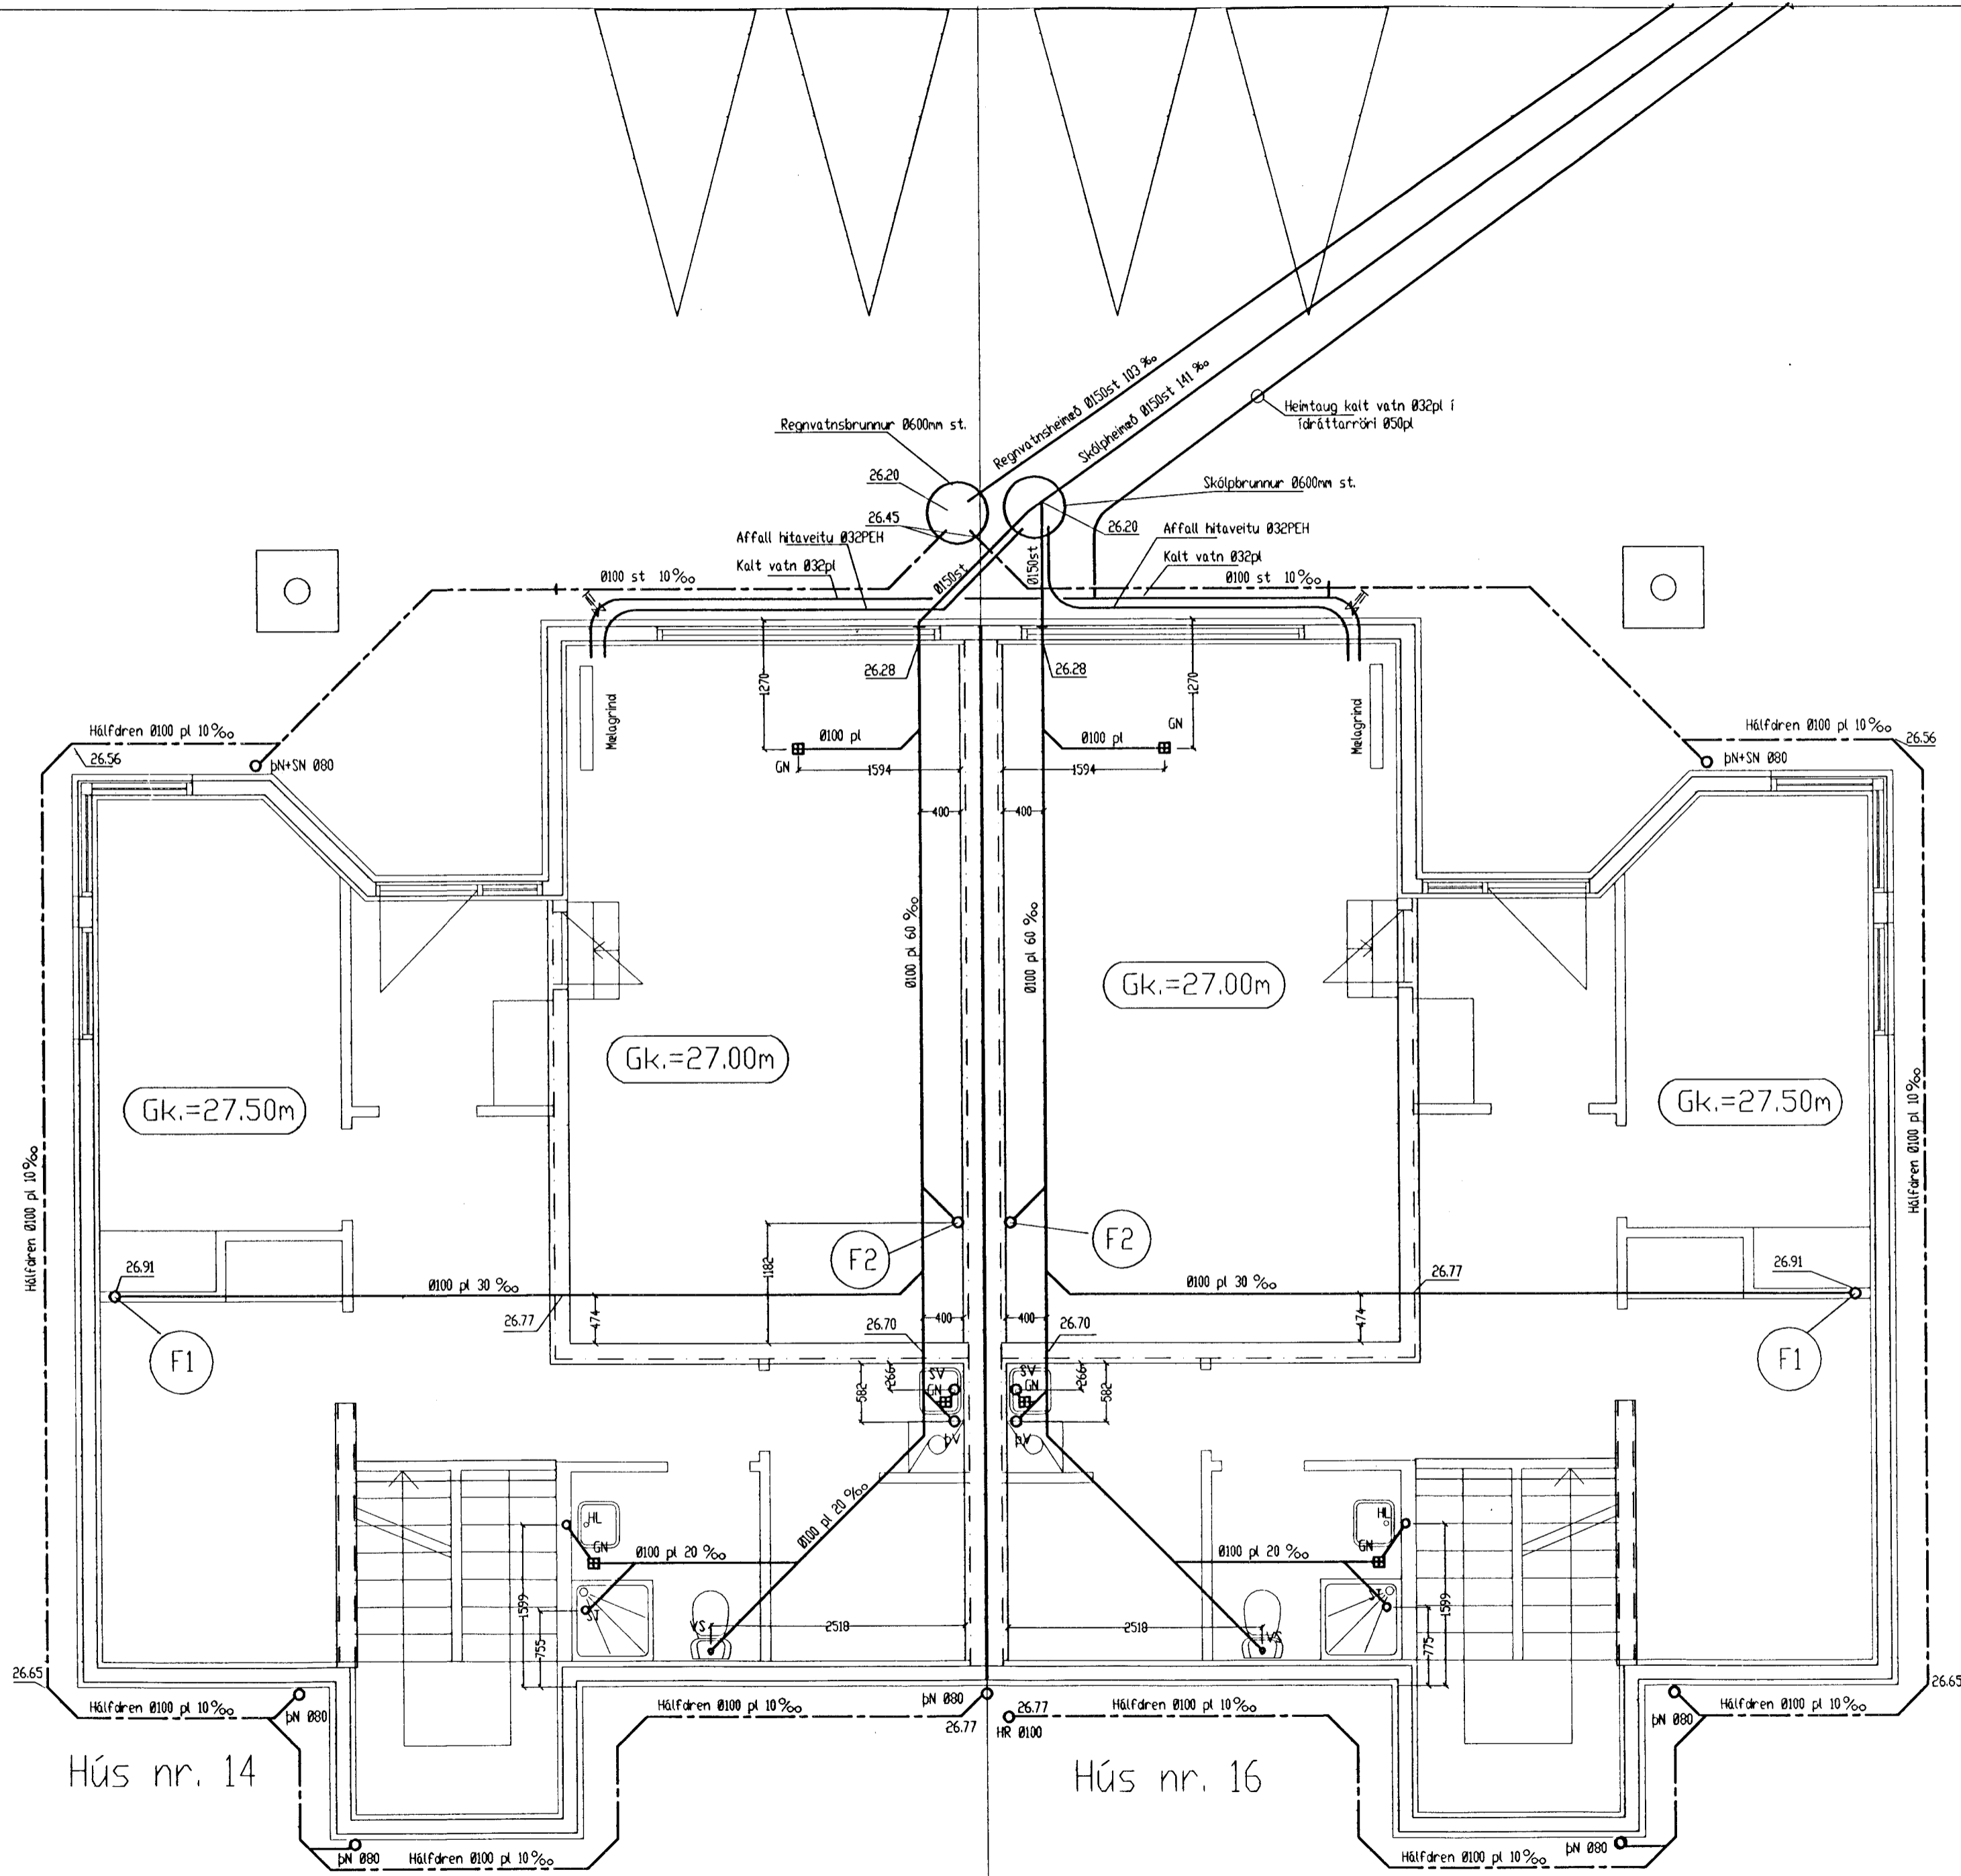 Regnvatnsheimæð Ø150st 103 ‰
Skólpheimæð Ø150st 141 ‰
Heimtaug kalt vatn Ø32pl í
ídráttarröri Ø50pl
Regnvatnsbrunnur Ø600mm st.
26.20
Skólpbrunnur Ø600mm st.
26.45
26.20
Affall hitaveitu Ø32PEH
Affall hitaveitu Ø32PEH
Kalt vatn Ø32pl
Kalt vatn Ø32pl
Ø150st
Ø150st
Ø100 st 10‰
Ø100 st 10‰
26.28
26.28
1270
1270
Mælagrind
Mælagrind
Hálfdren Ø100 pl 10‰
Hálfdren Ø100 pl 10‰
26.56
26.56
þN+SN Ø80
þN+SN Ø80
Ø100 pl
Ø100 pl
GN
GN
1594
1594
400
400
Ø100 pl 60 ‰
Ø100 pl 60 ‰
Gk.=27.00m
Gk.=27.00m
Gk.=27.50m
Gk.=27.50m
Hálfdren Ø100 pl 10‰
Hálfdren Ø100 pl 10‰
F2
F2
1182
26.91
26.91
Ø100 pl 30 ‰
Ø100 pl 30 ‰
26.77
26.77
474
474
400
400
26.70
26.70
F1
F1
SV
GN
SV
GN
266
266
582
582
þV
þV
Ø100 pl 20 ‰
HL
HL
GN
GN
Ø100 pl 20 ‰
Ø100 pl 20 ‰
1599
1599
ST
ST
755
775
VS
VS
2518
2518
26.65
26.65
Hálfdren Ø100 pl 10‰
þN Ø80
Hálfdren Ø100 pl 10‰
þN Ø80
26.77
26.77
HR Ø100
Hálfdren Ø100 pl 10‰
þN Ø80
Hálfdren Ø100 pl 10‰
Hús nr. 14
Hús nr. 16
þN Ø80
Hálfdren Ø100 pl 10‰
Hálfdren Ø100 pl 10‰
þN Ø80